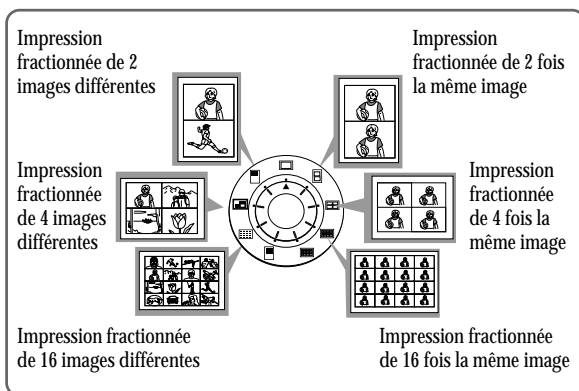 Impression
fractionnée de 2
images différentes
Impression
fractionnée de 2 fois
la même image
Impression
fractionnée
de 4 images
différentes
Impression
fractionnée
de 4 fois la
même image
Impression fractionnée
de 16 images différentes
Impression fractionnée
de 16 fois la même image